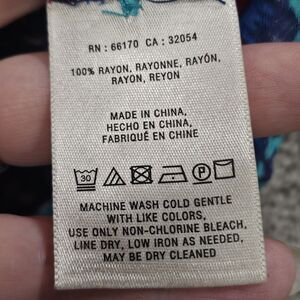 RN : 66170 CA : 32054
100% RAYON, RAYONNE, RAYÓN,
RAYON, REYON
MADE IN CHINA,
HECHO EN CHINA,
FABRIQUÉ EN CHINE
30 P
MACHINE WASH COLD GENTLE
WITH LIKE COLORS,
USE ONLY NON-CHLORINE BLEACH,
LINE DRY, LOW IRON AS NEEDED,
MAY BE DRY CLEANED